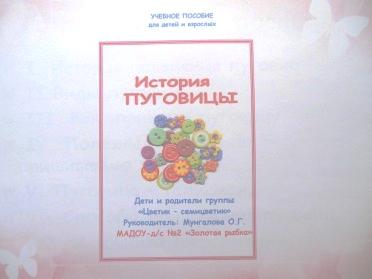 УЧЕБНОЕ ПОСОБИЕ
для детей и взрослых
История
ПУГОВИЦЫ
Дети и родители группы
«Цветик – семицветик»
Руководитель: Мунгалова О.Г.
МАДОУ-д/с №2 «Золотая рыбка»